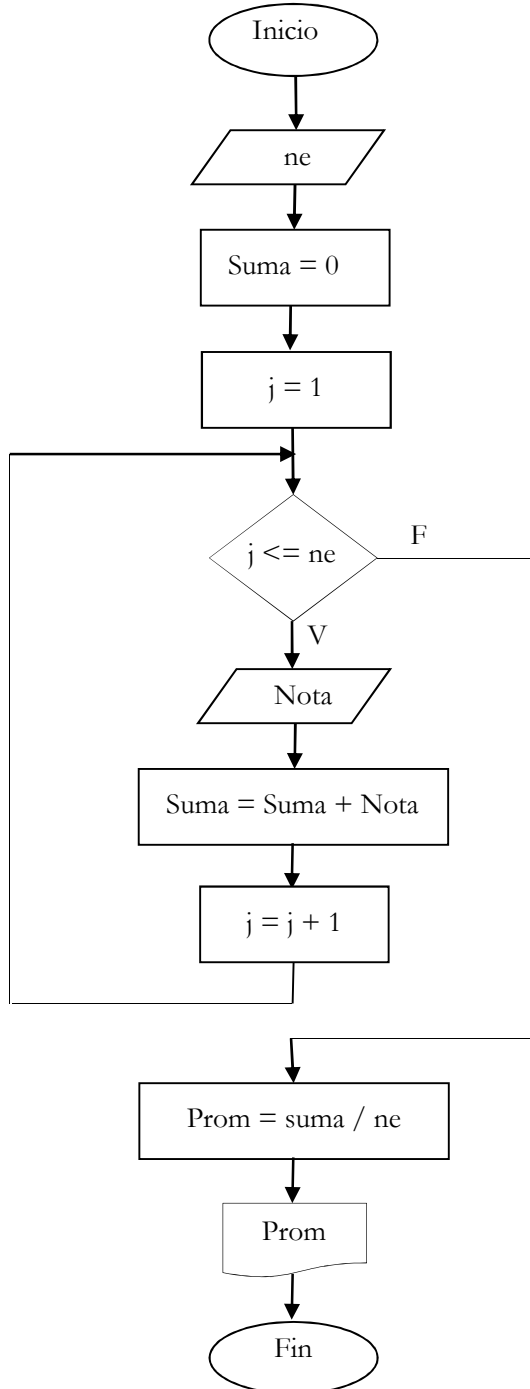 Inicio
ne
Suma = 0
j = 1
j <= ne
F
V
Nota
Suma = Suma + Nota
j = j + 1
Prom = suma / ne
Prom
Fin